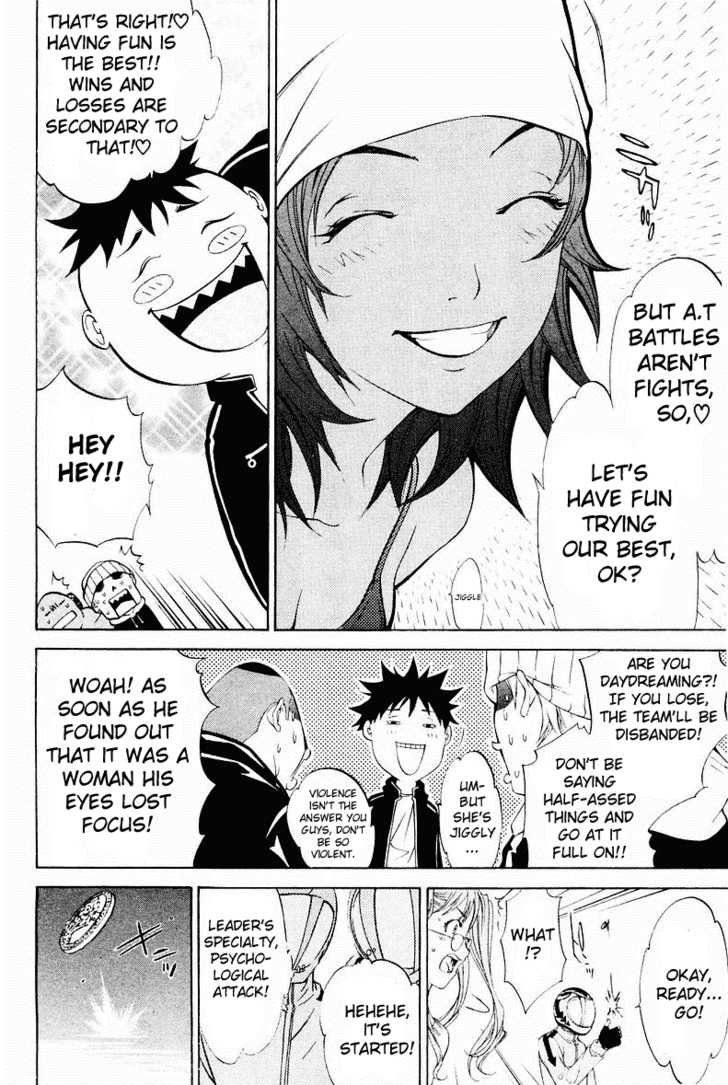 BUT A.T
BATTLES
AREN'T
FIGHTS,
SO,♡
LET'S
HAVE FUN
TRYING
OUR BEST,
OK?
JIGGLE
THAT'S RIGHT!♡
HAVING FUN IS
THE BEST!!
WINS AND
LOSSES ARE
SECONDARY TO
THAT!♡
HEY
HEY!!
ARE YOU
DAYDREAMING?!
IF YOU LOSE,
THE TEAM'LL BE
DISBANDED!
DON'T BE
SAYING
HALF-ASSED
THINGS AND
GO AT IT
FULL ON!!
UM-
BUT
SHE'S
JIGGLY
...
VIOLENCE
ISN'T THE
ANSWER YOU
GUYS, DON'T
BE SO
VIOLENT.
WOAH! AS
SOON AS HE
FOUND OUT
THAT IT WAS A
WOMAN HIS
EYES LOST
FOCUS!
OKAY,
READY...
GO!
WHAT
!?
HEHEHE,
IT'S
STARTED!
LEADER'S
SPECIALTY,
PSYCHO-
LOGICAL
ATTACK!